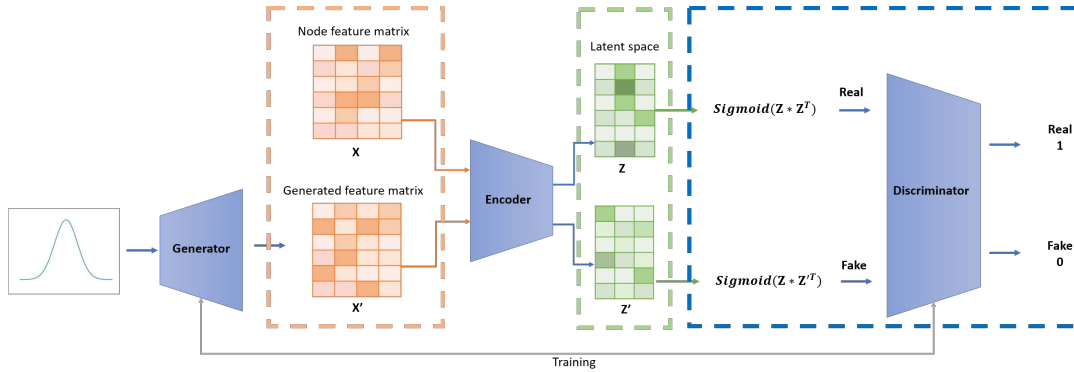 Node feature matrix
X
Generated feature matrix
X'
Generator
Encoder
Latent space
Z
Z'
Sigmoid(Z * Z^T)
Real
Sigmoid(Z * Z'^T)
Fake
Discriminator
Real
1
Fake
0
Training